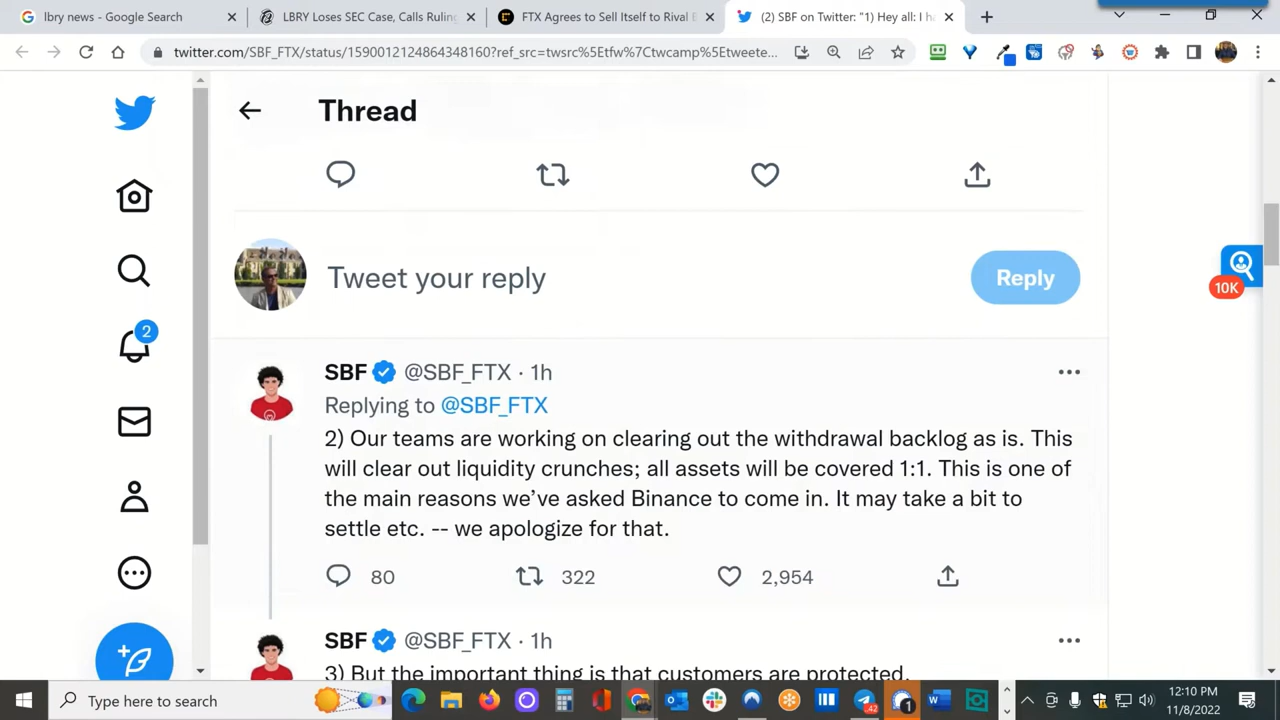 lbry news - Google Search
LBRY Loses SEC Case, Calls Ruling
FTX Agrees to Sell Itself to Rival B
(2) SBF on Twitter: "1) Hey all: I h
twitter.com/SBF_FTX/status/1590012124864348160?ref_src=twsrc%5Etfw%7Ctwcamp%5Etweete...
Thread
Tweet your reply
Reply
10K
2
SBF @SBF_FTX · 1h
Replying to @SBF_FTX
2) Our teams are working on clearing out the withdrawal backlog as is. This
will clear out liquidity crunches; all assets will be covered 1:1. This is one of
the main reasons we've asked Binance to come in. It may take a bit to
settle etc. -- we apologize for that.
80 322 2,954
SBF @SBF_FTX · 1h
3) But the important thing is that customers are protected.
Type here to search
42
1
12:10 PM
11/8/2022